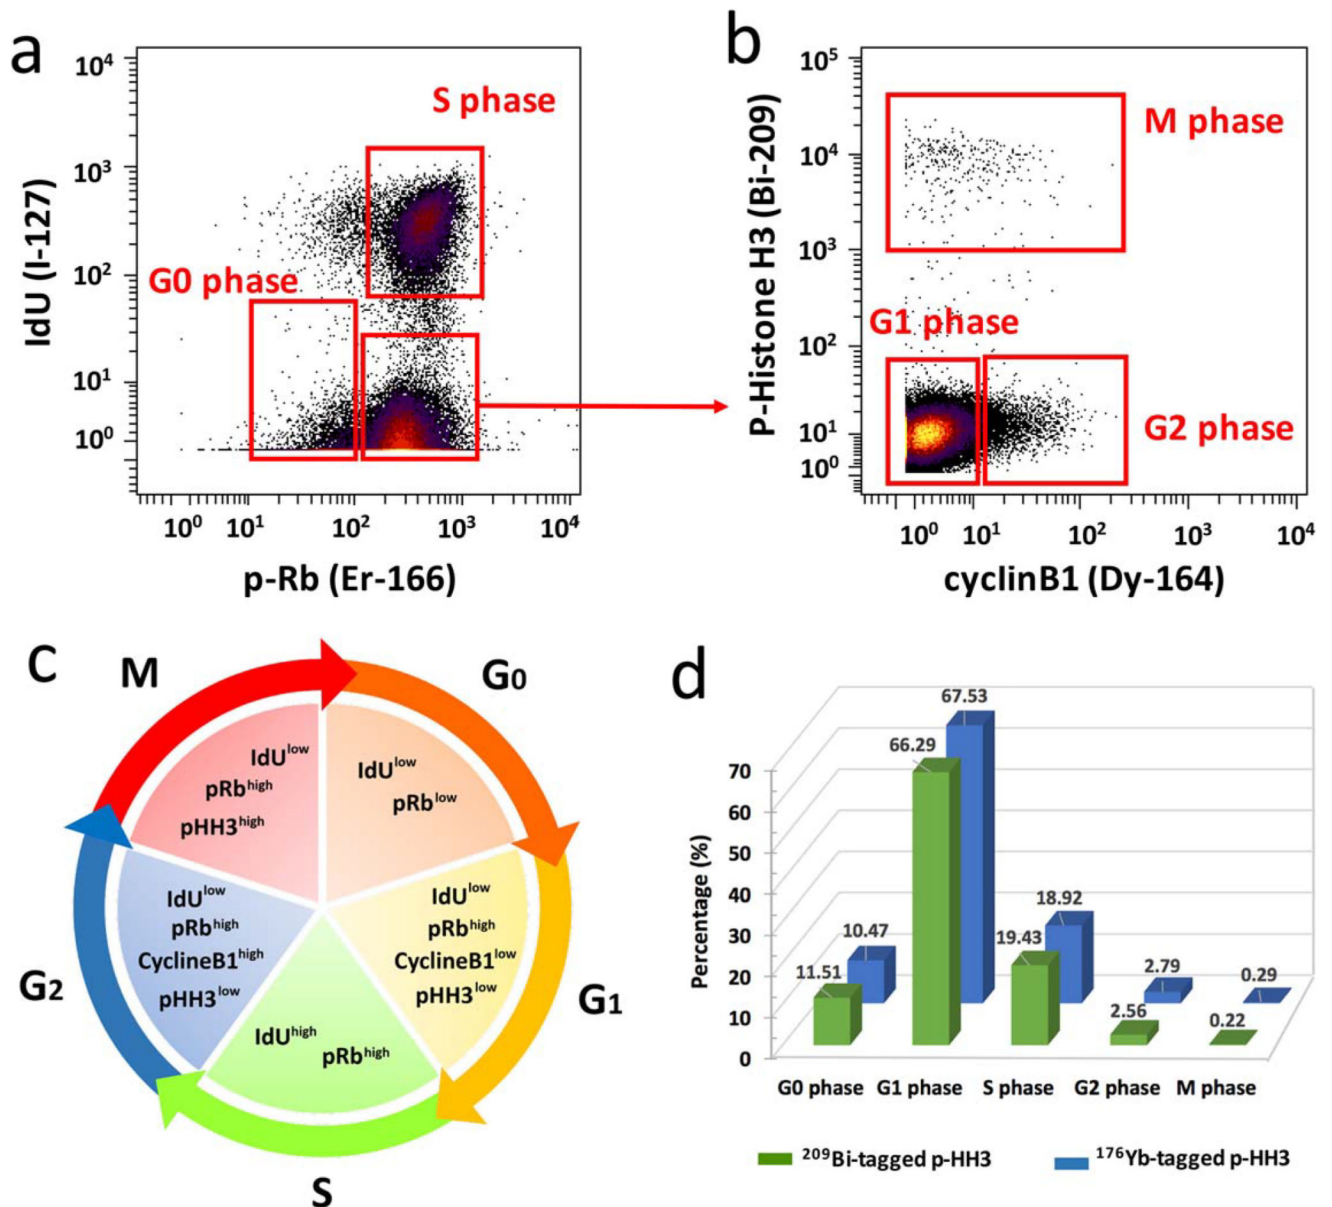 a
10⁴
S phase
10³
IdU (I-127)
10²
G0 phase
10¹
10⁰
10⁰ 10¹ 10² 10³ 10⁴
p-Rb (Er-166)
b
10⁵
M phase
10⁴
P-Histone H3 (Bi-209)
10³
G1 phase
10²
G2 phase
10¹
10⁰
10⁰ 10¹ 10² 10³ 10⁴
cyclinB1 (Dy-164)
c
M
G0
IdUlow
pRbhigh
pHH3high
IdUlow
pRblow
IdUlow
pRbhigh
CyclineB1high
pHH3low
IdUlow
pRbhigh
CyclineB1low
pHH3low
G2
G1
IdUhigh
pRbhigh
S
d
67.53
66.29
70
60
50
40
30
20
10
0
Percentage (%)
18.92
10.47
19.43
11.51
2.79
0.29
2.56
0.22
G0 phase G1 phase S phase G2 phase M phase
²⁰⁹Bi-tagged p-HH3
¹⁷⁶Yb-tagged p-HH3